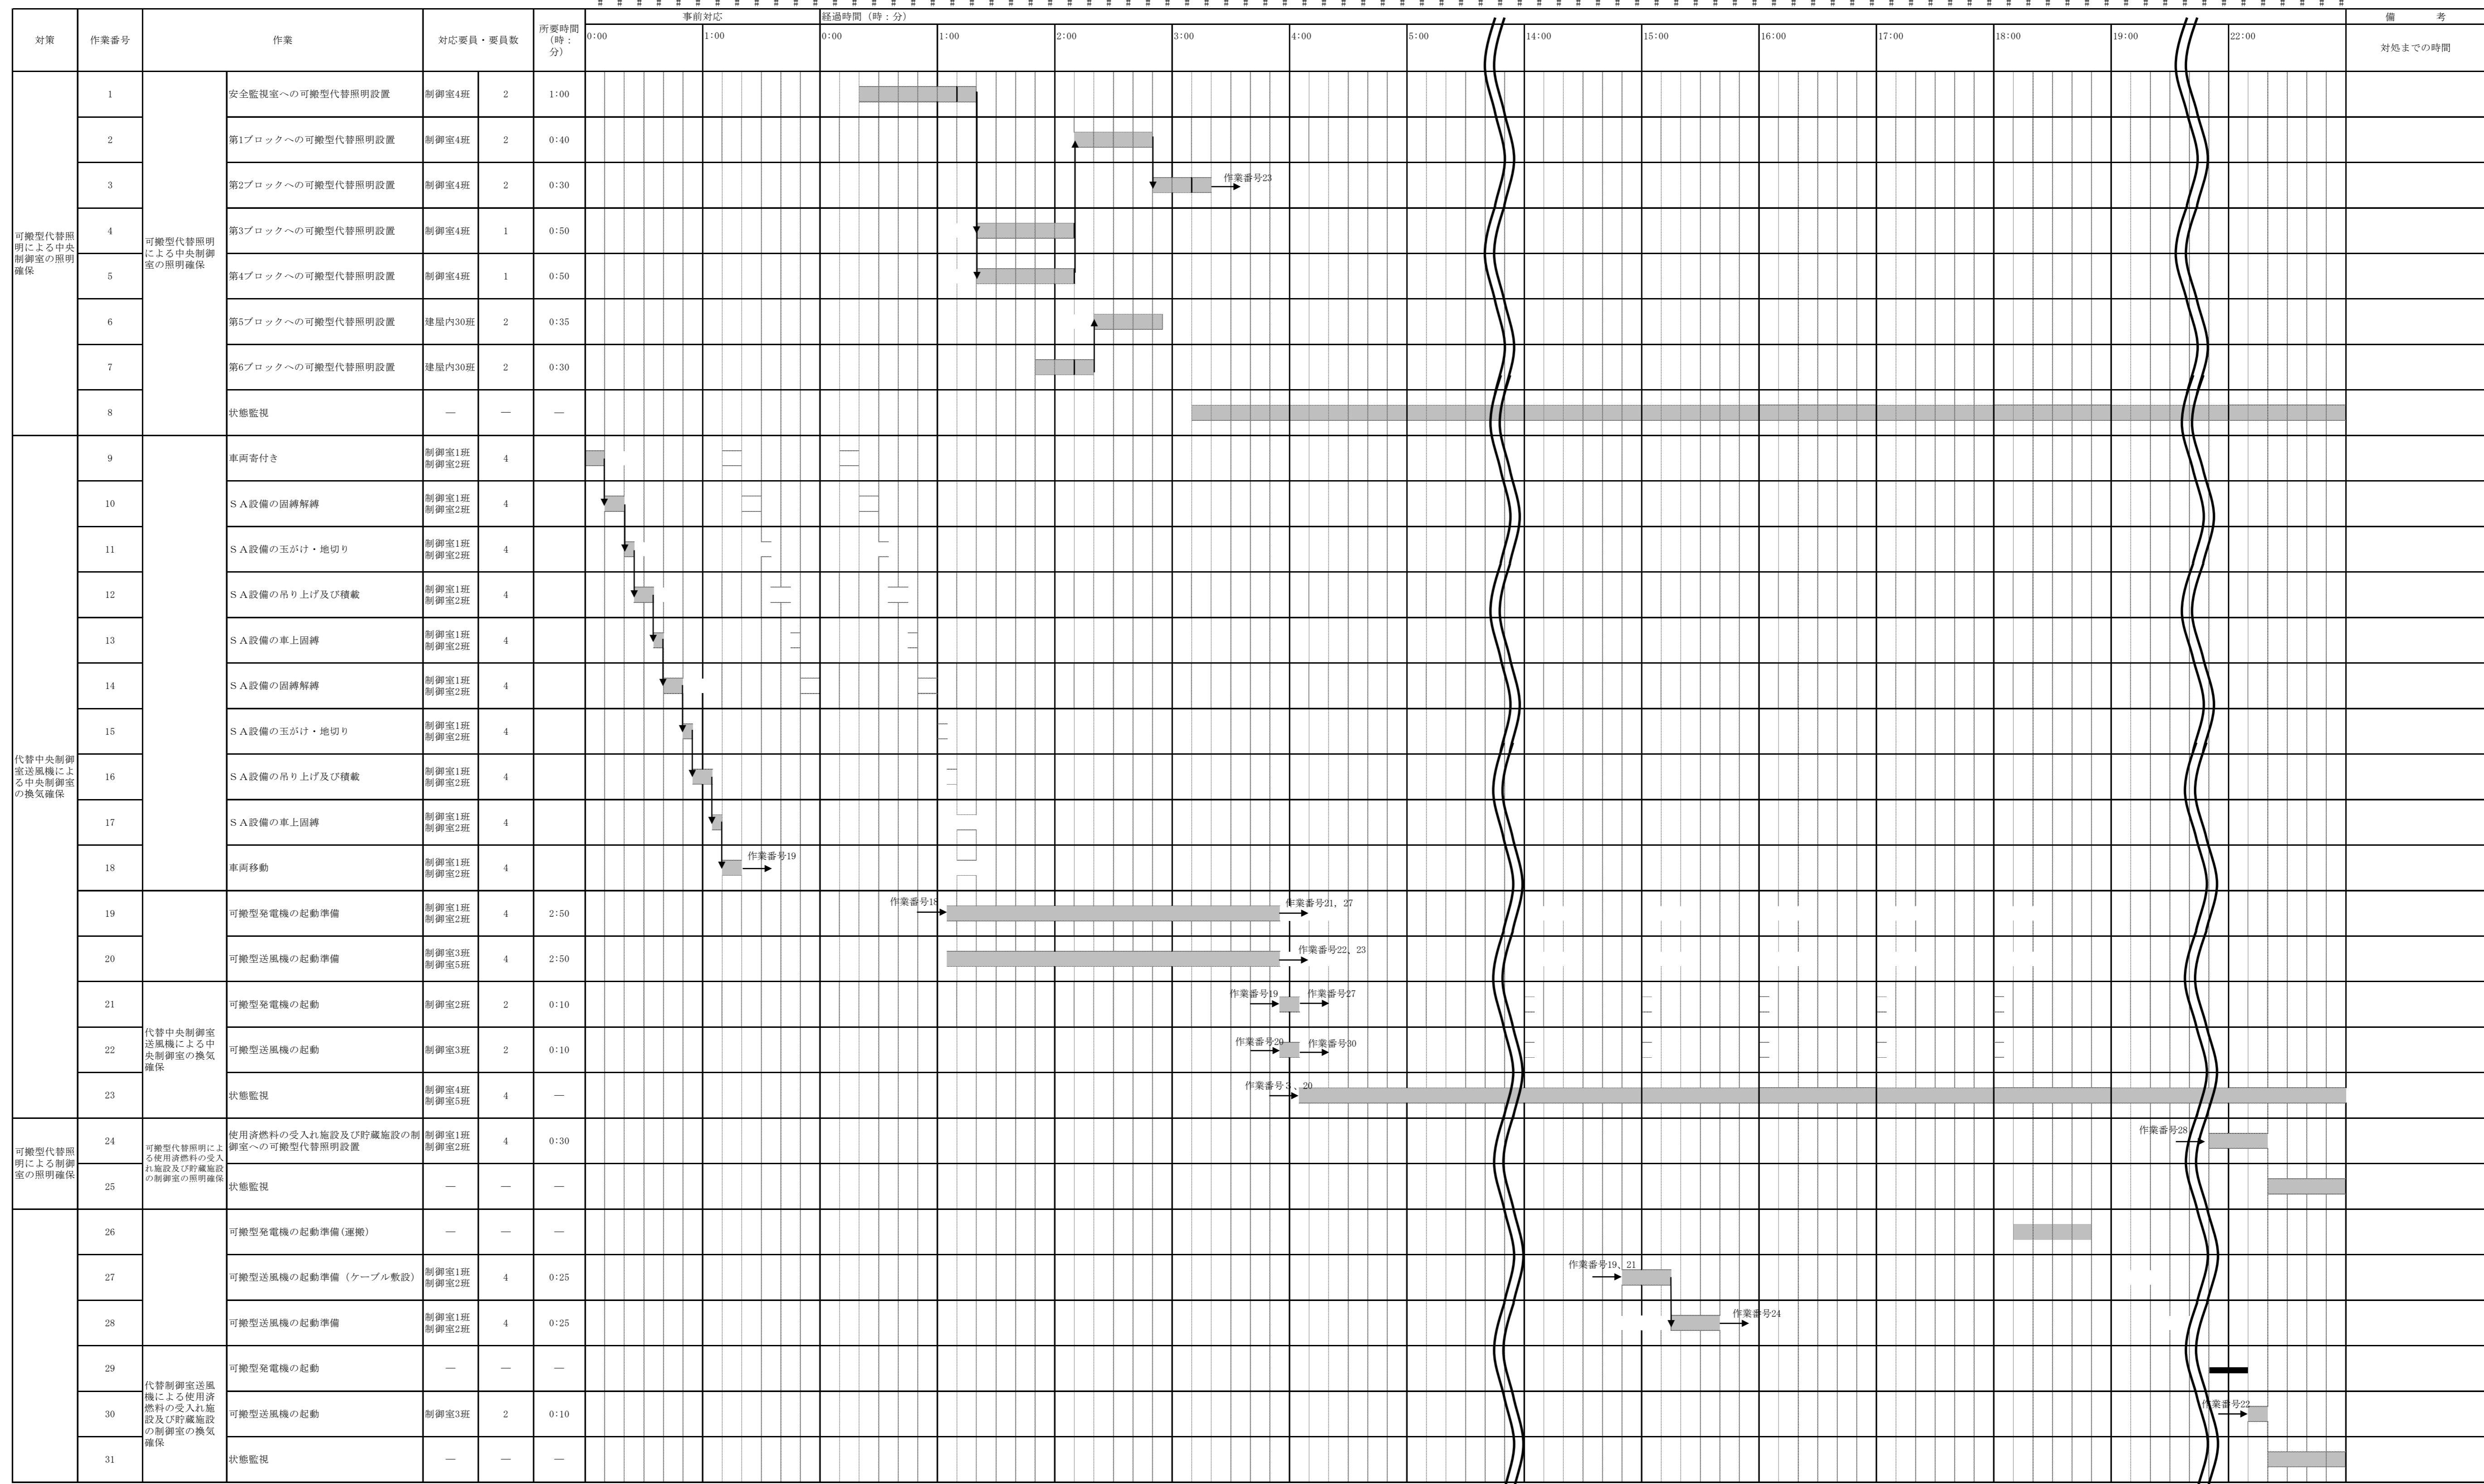 事前対応 経過時間（時：分） 備 考
対策 作業番号 作業 対応要員・要員数 所要時間
（時：
分）
0:00 1:00 0:00 1:00 2:00 3:00 4:00 5:00 14:00 15:00 16:00 17:00 18:00 19:00 22:00
対処までの時間
可搬型代替照
明による中央
制御室の照明
確保
可搬型代替照明
による中央制御
室の照明確保
1 安全監視室への可搬型代替照明設置 制御室4班 2 1:00
2 第1ブロックへの可搬型代替照明設置 制御室4班 2 0:40
3 第2ブロックへの可搬型代替照明設置 制御室4班 2 0:30 作業番号23
4 第3ブロックへの可搬型代替照明設置 制御室4班 1 0:50
5 第4ブロックへの可搬型代替照明設置 制御室4班 1 0:50
6 第5ブロックへの可搬型代替照明設置 建屋内30班 2 0:35
7 第6ブロックへの可搬型代替照明設置 建屋内30班 2 0:30
8 状態監視 ― ― ―
代替中央制御
室送風機によ
る中央制御室
の換気確保
9 車両寄付き 制御室1班
制御室2班 4
10 ＳＡ設備の固縛解縛 制御室1班
制御室2班 4
11 ＳＡ設備の玉がけ・地切り 制御室1班
制御室2班 4
12 ＳＡ設備の吊り上げ及び積載 制御室1班
制御室2班 4
13 ＳＡ設備の車上固縛 制御室1班
制御室2班 4
14 ＳＡ設備の固縛解縛 制御室1班
制御室2班 4
15 ＳＡ設備の玉がけ・地切り 制御室1班
制御室2班 4
16 ＳＡ設備の吊り上げ及び積載 制御室1班
制御室2班 4
17 ＳＡ設備の車上固縛 制御室1班
制御室2班 4
18 車両移動 制御室1班
制御室2班 4 作業番号19
19 可搬型発電機の起動準備 制御室1班
制御室2班 4 2:50 作業番号18 作業番号21, 27
20 可搬型送風機の起動準備 制御室3班
制御室5班 4 2:50 作業番号22, 23
代替中央制御室
送風機による中
央制御室の換気
確保
21 可搬型発電機の起動 制御室2班 2 0:10 作業番号19 作業番号27
22 可搬型送風機の起動 制御室3班 2 0:10 作業番号20 作業番号30
23 状態監視 制御室4班
制御室5班 4 ― 作業番号３、20
可搬型代替照
明による制御
室の照明確保
可搬型代替照明によ
る使用済燃料の受入
れ施設及び貯蔵施設
の制御室の照明確保
24 使用済燃料の受入れ施設及び貯蔵施設の制
御室への可搬型代替照明設置 制御室1班
制御室2班 4 0:30 作業番号28
25 状態監視 ― ― ―
26 可搬型発電機の起動準備(運搬) ― ― ―
27 可搬型送風機の起動準備（ケーブル敷設） 制御室1班
制御室2班 4 0:25 作業番号19、21
28 可搬型送風機の起動準備 制御室1班
制御室2班 4 0:25 作業番号24
代替制御室送風
機による使用済
燃料の受入れ施
設及び貯蔵施設
の制御室の換気
確保
29 可搬型発電機の起動 ― ― ―
30 可搬型送風機の起動 制御室3班 2 0:10 作業番号22
31 状態監視 ― ― ―